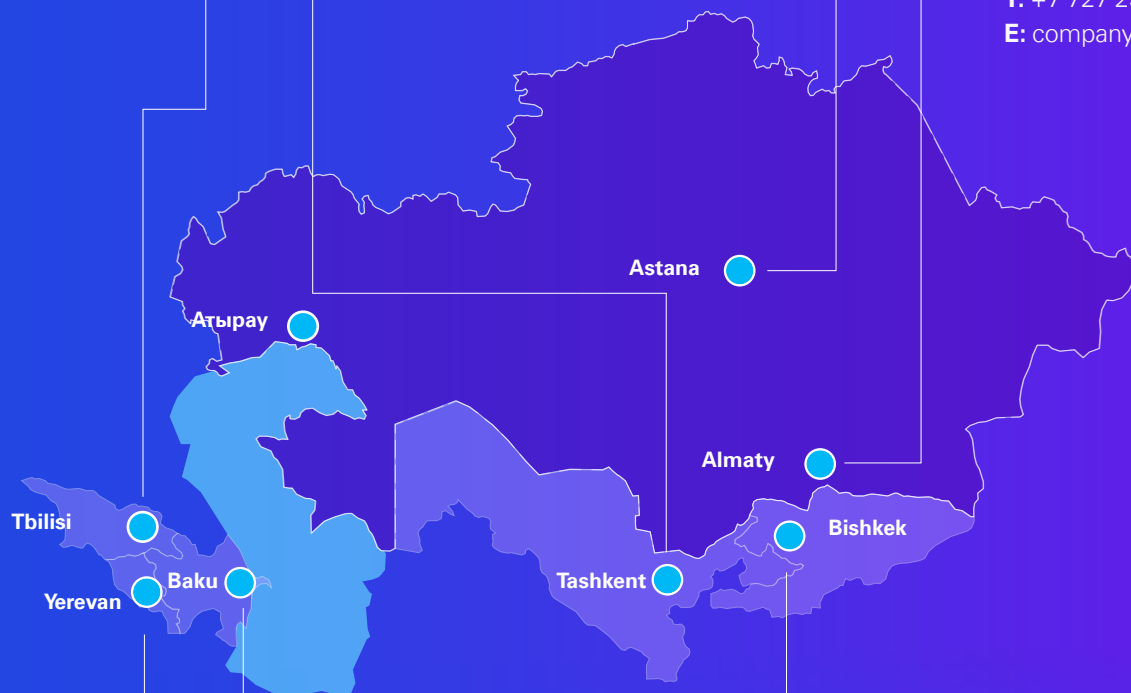 E: company
Astana
Атырау
Almaty
Tbilisi
Bishkek
Baku
Tashkent
Yerevan